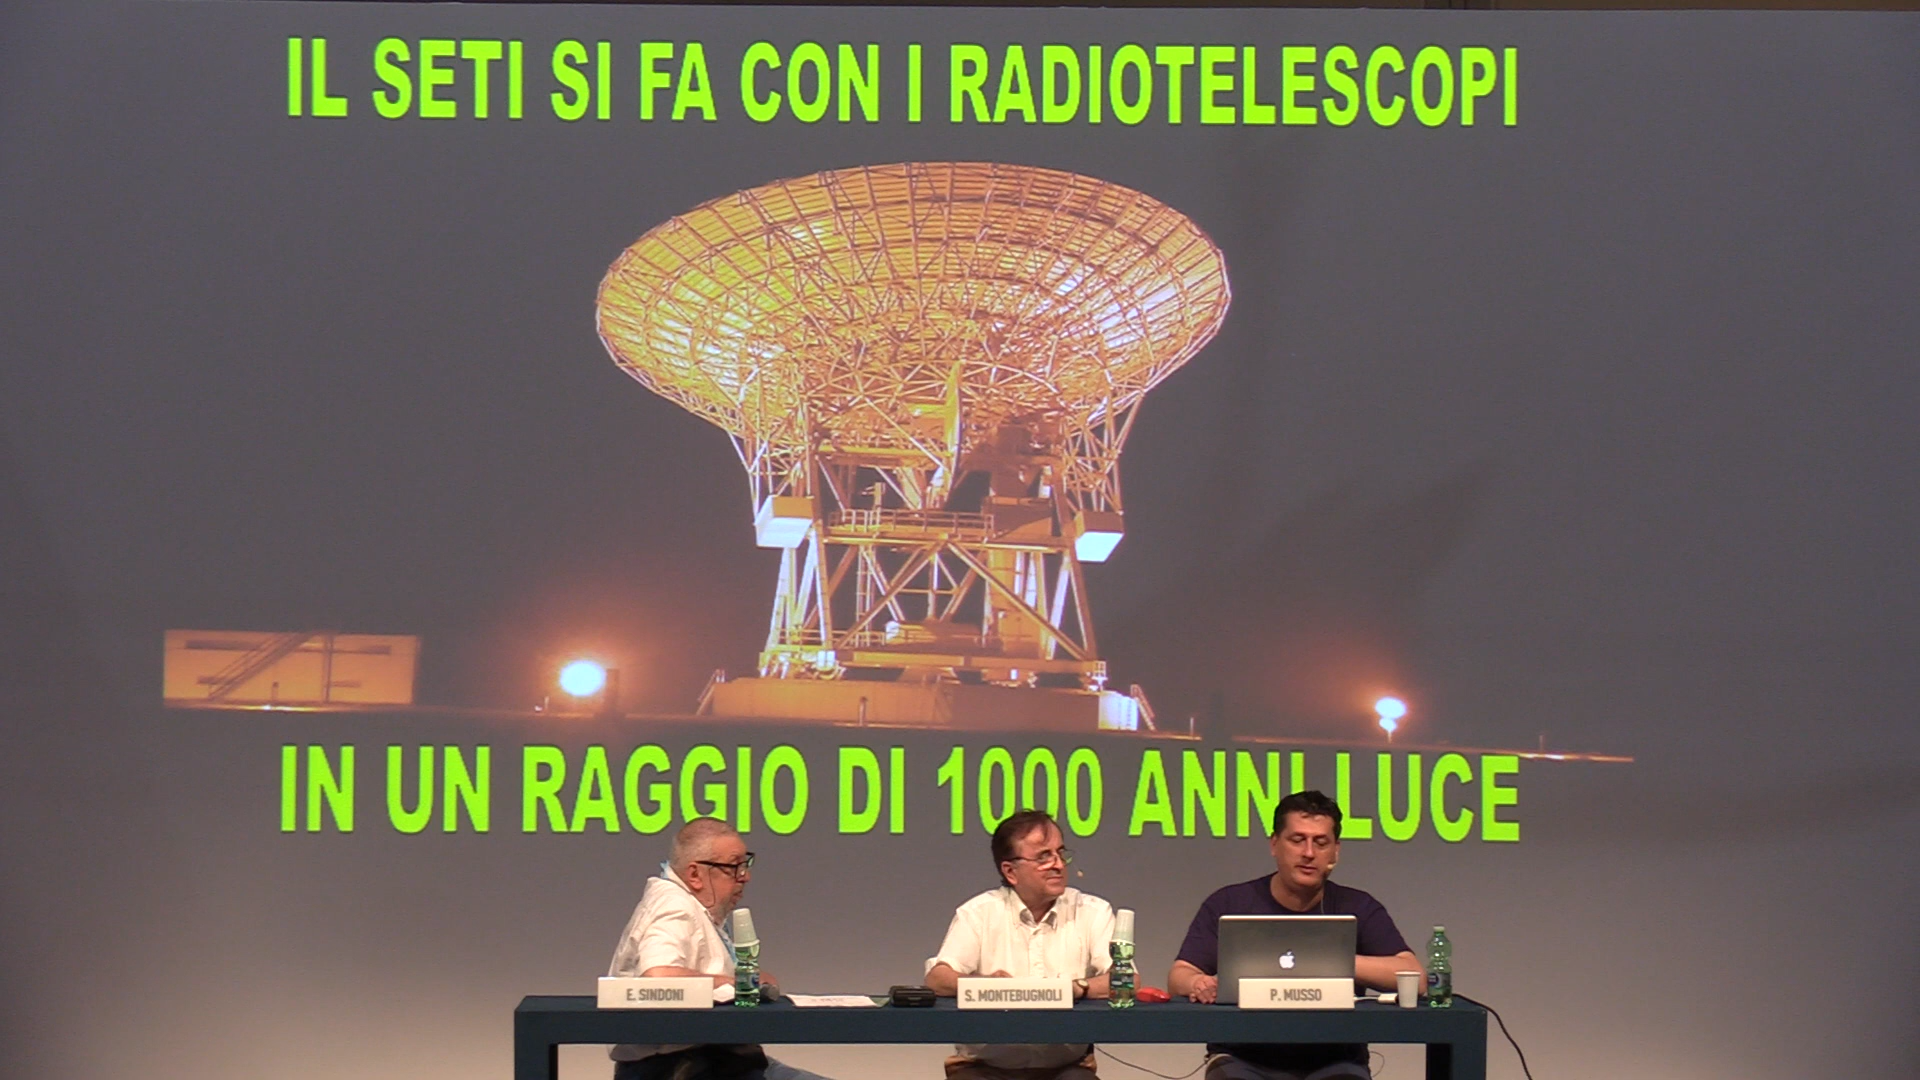 IL SETI SI FA CON I RADIOTELESCOPI
IN UN RAGGIO DI 1000 ANNI LUCE
E. SINDONI
S. MONTEBUGNOLI
P. MUSSO